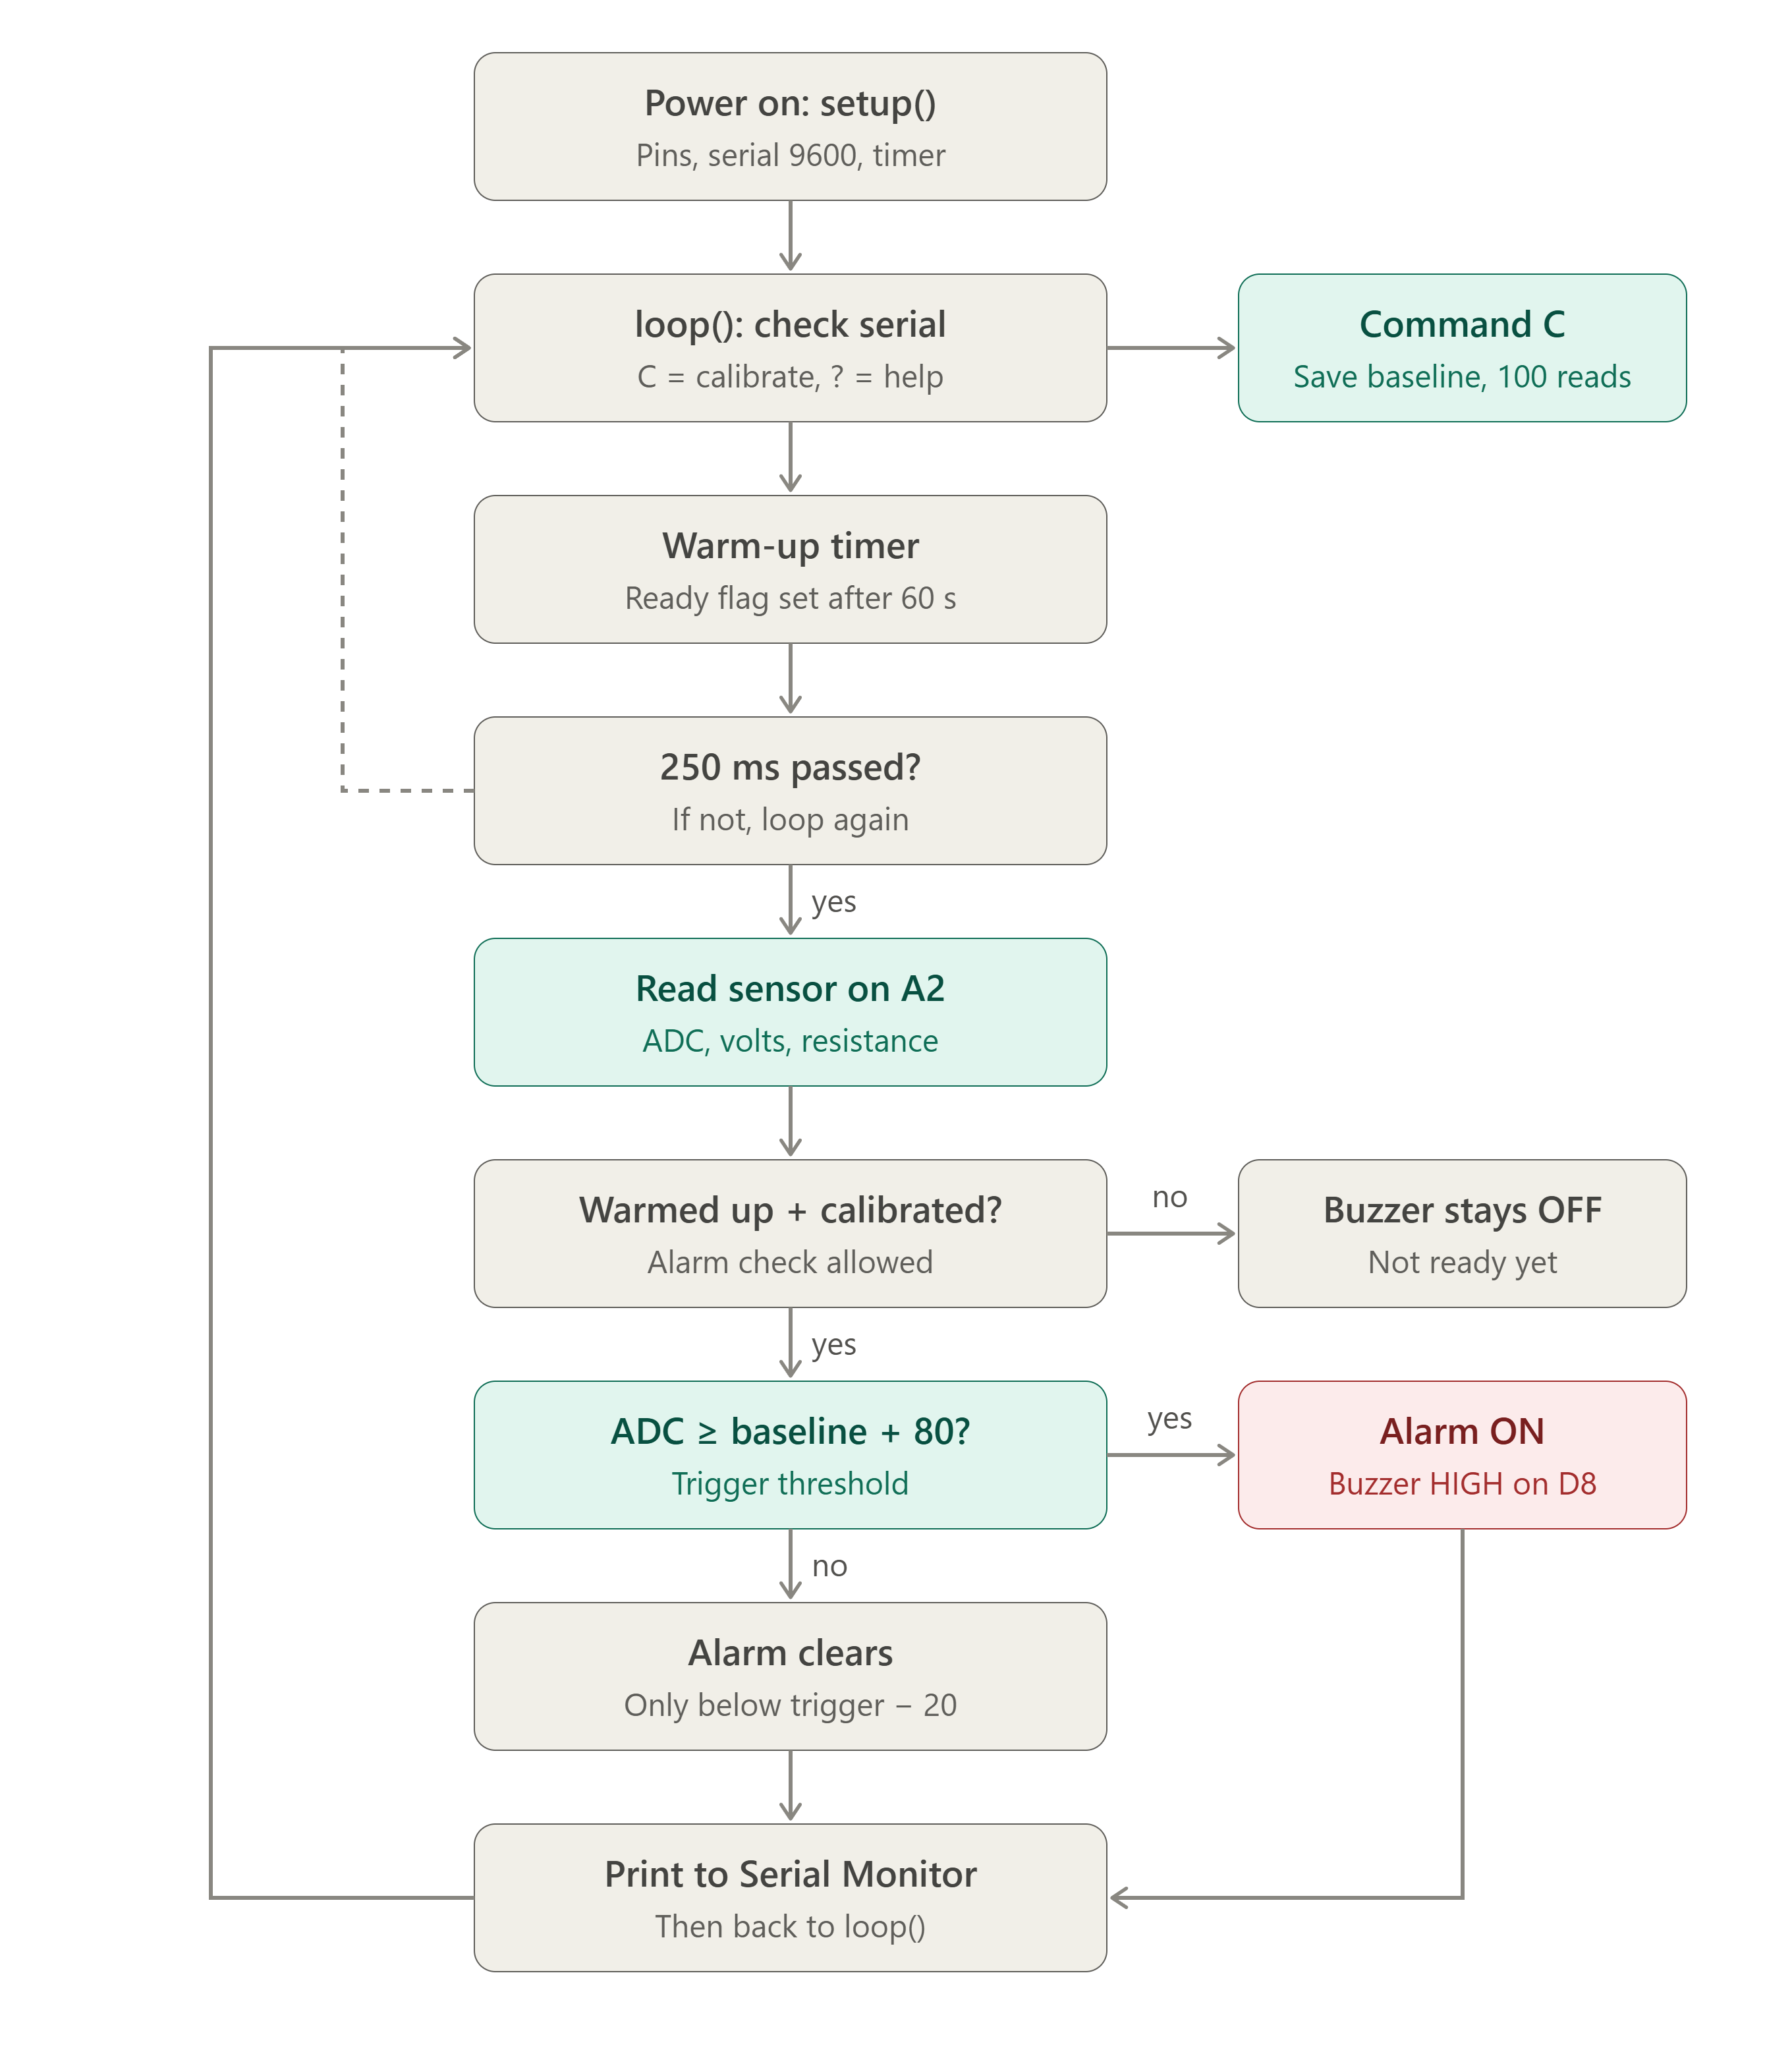 Power on: setup()
Pins, serial 9600, timer
loop(): check serial
C = calibrate, ? = help
Command C
Save baseline, 100 reads
Warm-up timer
Ready flag set after 60 s
250 ms passed?
If not, loop again
yes
Read sensor on A2
ADC, volts, resistance
Warmed up + calibrated?
Alarm check allowed
no
Buzzer stays OFF
Not ready yet
yes
ADC ≥ baseline + 80?
Trigger threshold
yes
Alarm ON
Buzzer HIGH on D8
no
Alarm clears
Only below trigger − 20
Print to Serial Monitor
Then back to loop()